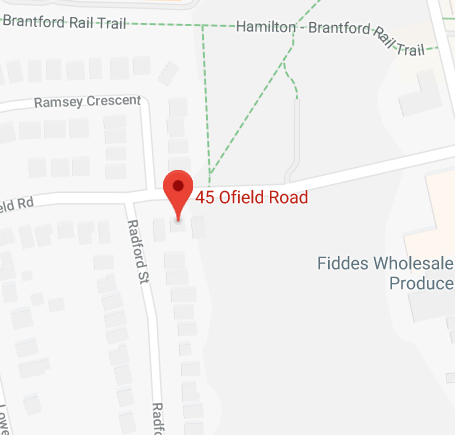 Brantford Rail Trail
Hamilton - Brantford Rail Trail
Ramsey Crescent
45 Ofield Road
eld Rd
Radford St
Fiddes Wholesale
Produce
Radfo
Lowe